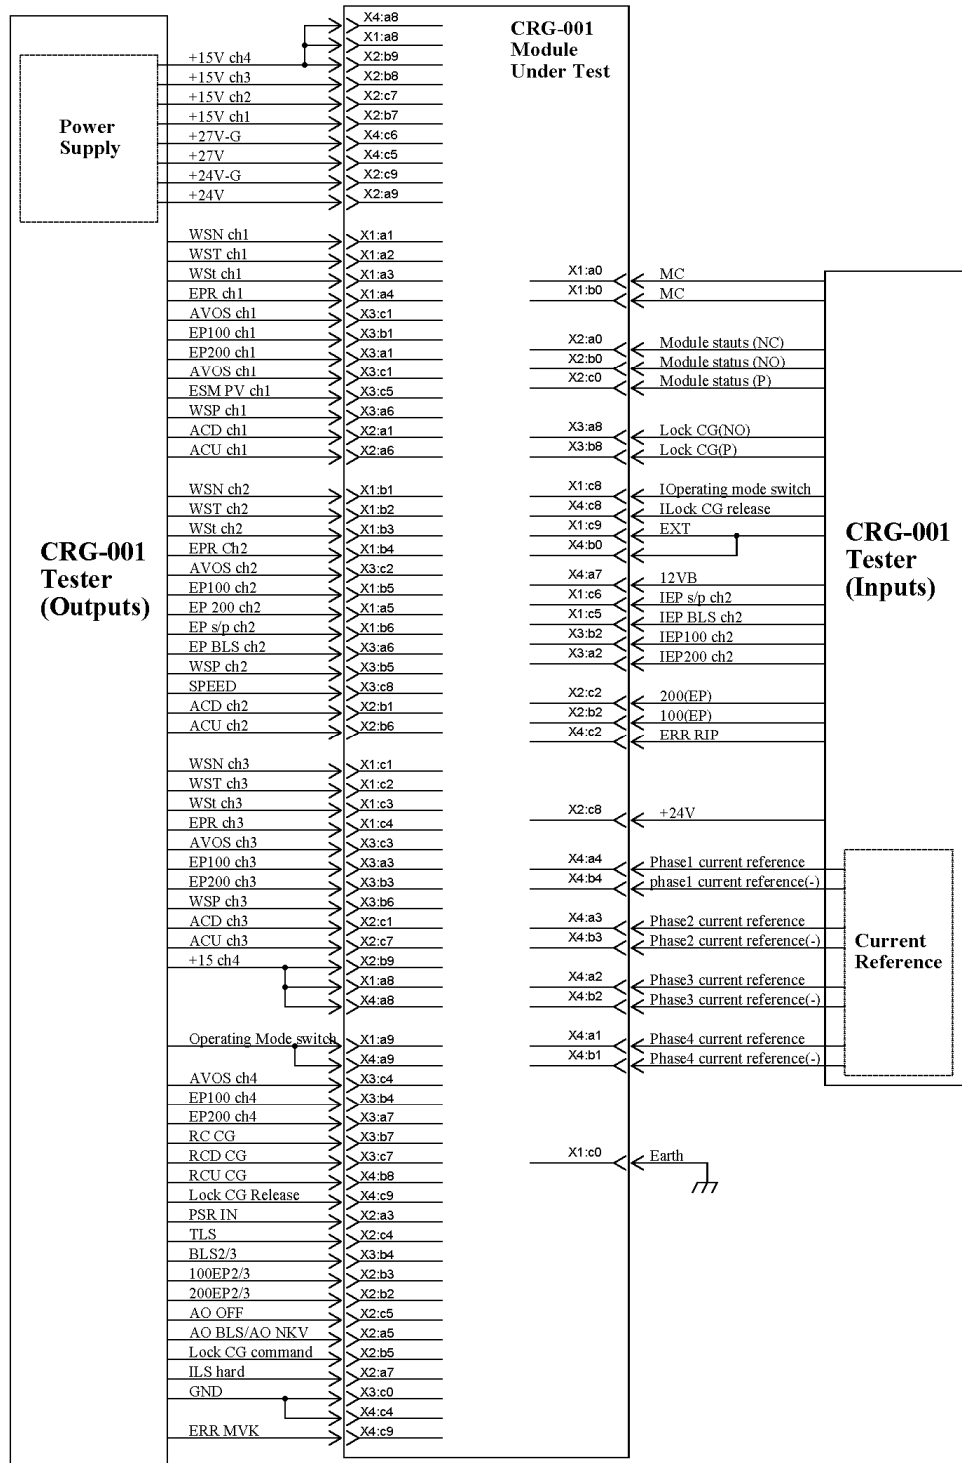 CRG-001
Module
Under Test
Power
Supply
X4:a8
X1:a8
+15V ch4 X2:b9
+15V ch3 X2:b8
+15V ch2 X2:c7
+15V ch1 X2:b7
+27V-G X4:c6
+27V X4:c5
+24V-G X2:c9
+24V X2:a9
WSN ch1 X1:a1
WST ch1 X1:a2
WSt ch1 X1:a3
EPR ch1 X1:a4
AVOS ch1 X3:c1
EP100 ch1 X3:b1
EP200 ch1 X3:a1
AVOS ch1 X3:c1
ESM PV ch1 X3:c5
WSP ch1 X3:a6
ACD ch1 X2:a1
ACU ch1 X2:a6
WSN ch2 X1:b1
WST ch2 X1:b2
WSt ch2 X1:b3
EPR Ch2 X1:b4
AVOS ch2 X3:c2
EP100 ch2 X1:b5
EP 200 ch2 X1:a5
EP s/p ch2 X1:b6
EP BLS ch2 X3:a6
WSP ch2 X3:b5
SPEED X3:c8
ACD ch2 X2:b1
ACU ch2 X2:b6
CRG-001
Tester
(Outputs)
WSN ch3 X1:c1
WST ch3 X1:c2
WSt ch3 X1:c3
EPR ch3 X1:c4
AVOS ch3 X3:c3
EP100 ch3 X3:a3
EP200 ch3 X3:b3
WSP ch3 X3:b6
ACD ch3 X2:c1
ACU ch3 X2:c7
+15 ch4 X2:b9
X1:a8
X4:a8
Operating Mode switch X1:a9
X4:a9
AVOS ch4 X3:c4
EP100 ch4 X3:b4
EP200 ch4 X3:a7
RC CG X3:b7
RCD CG X3:c7
RCU CG X4:b8
Lock CG Release X4:c9
PSR IN X2:a3
TLS X2:c4
BLS2/3 X3:b4
100EP2/3 X2:b3
200EP2/3 X2:b2
AO OFF X2:c5
AO BLS/AO NKV X2:a5
Lock CG command X2:b5
ILS hard X2:a7
GND X3:c0
X4:c4
ERR MVK X4:c9
X1:a0 MC
X1:b0 MC
X2:a0 Module stauts (NC)
X2:b0 Module status (NO)
X2:c0 Module status (P)
X3:a8 Lock CG(NO)
X3:b8 Lock CG(P)
X1:c8 IOperating mode switch
X4:c8 ILock CG release
X1:c9 EXT
X4:b0
X4:a7 12VB
X1:c6 IEP s/p ch2
X1:c5 IEP BLS ch2
X3:b2 IEP100 ch2
X3:a2 IEP200 ch2
X2:c2 200(EP)
X2:b2 100(EP)
X4:c2 ERR RIP
X2:c8 +24V
X4:a4 Phase1 current reference
X4:b4 phase1 current reference(-)
X4:a3 Phase2 current reference
X4:b3 Phase2 current reference(-)
X4:a2 Phase3 current reference
X4:b2 Phase3 current reference(-)
X4:a1 Phase4 current reference
X4:b1 Phase4 current reference(-)
X1:c0 Earth
CRG-001
Tester
(Inputs)
Current
Reference